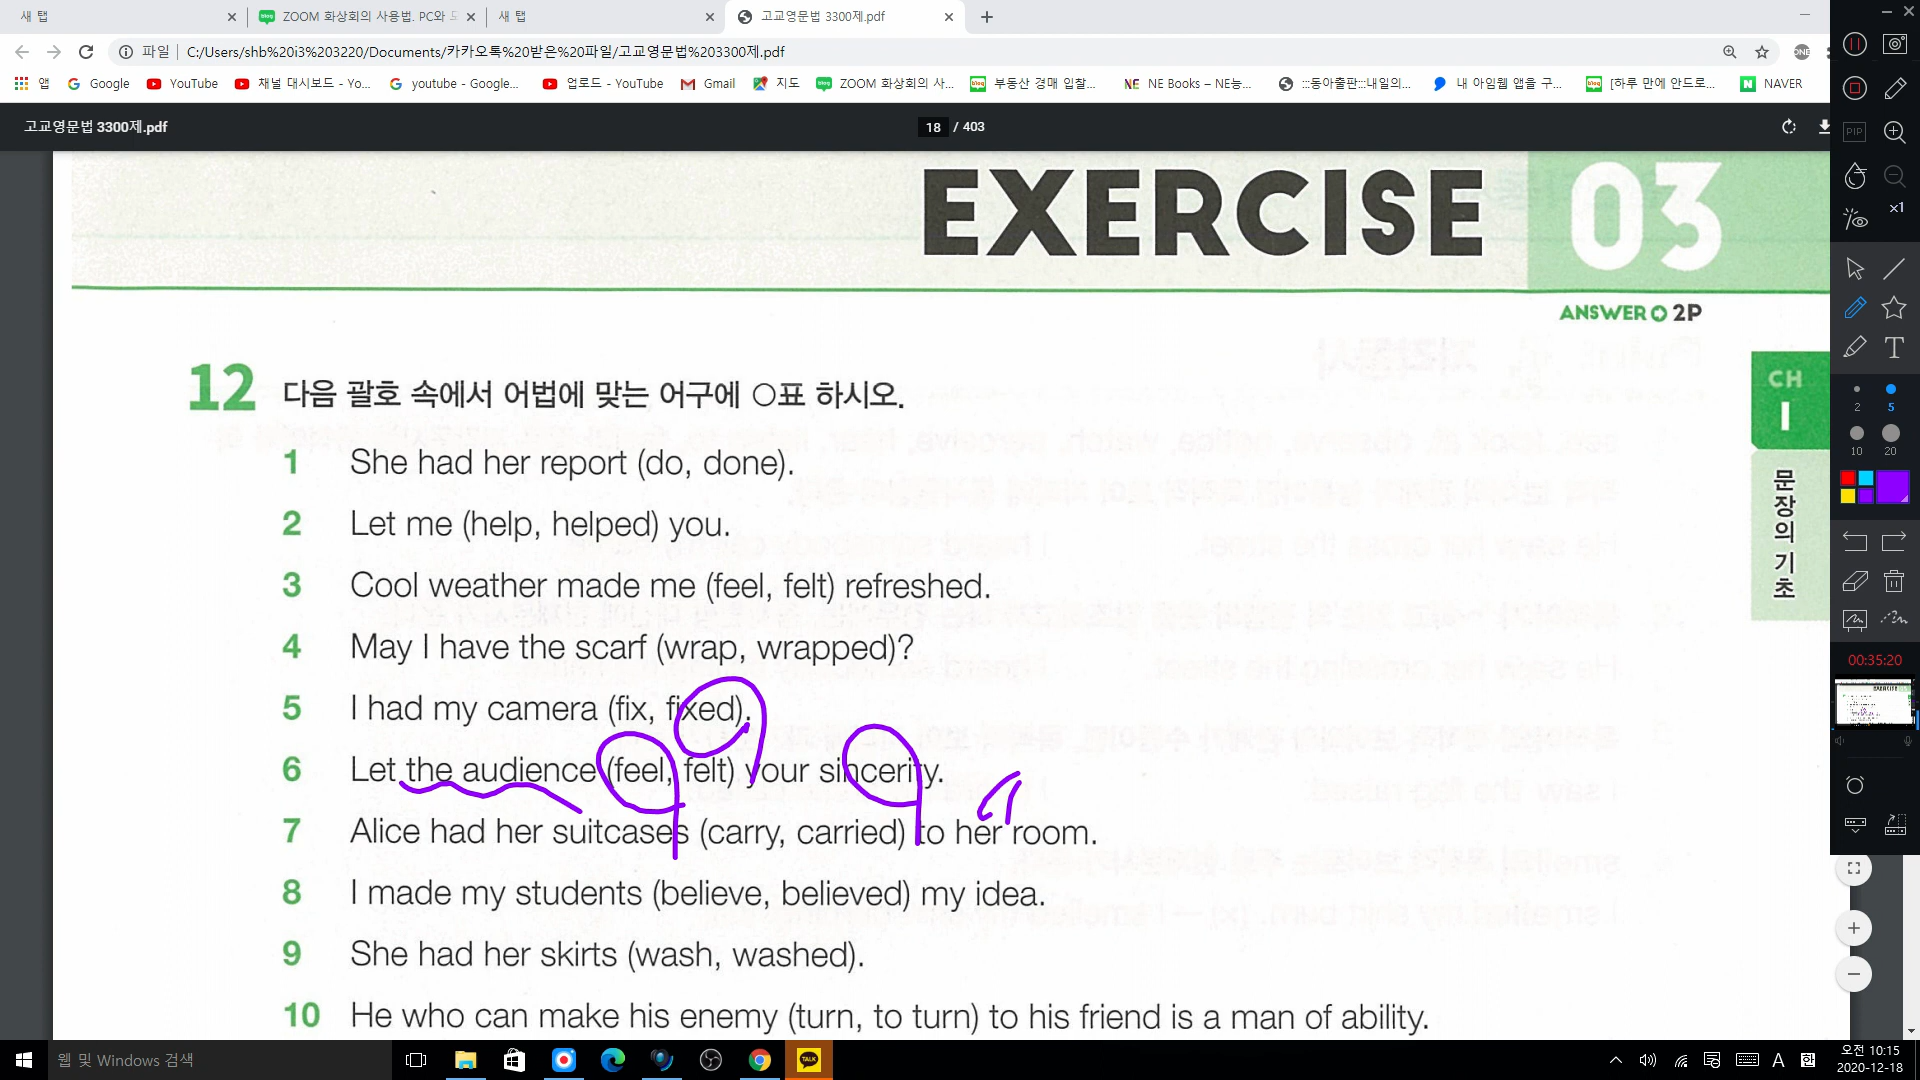 새 탭
ZOOM 화상회의 사용법. PC와 모
새 탭
고교영문법 3300제.pdf
파일 | C:/Users/shb%20i3%203220/Documents/카카오톡%20받은%20파일/고교영문법%203300제.pdf
앱 Google YouTube 채널 대시보드 - Yo... youtube - Google... 업로드 - YouTube Gmail 지도 ZOOM 화상회의 사... 부동산 경매 입찰... NE Books – NE능... :::동아출판:::내일의... 내 아임웹 앱을 구... [하루 만에 안드로... NAVER
고교영문법 3300제.pdf
18 / 403
EXERCISE 03
ANSWER 2P
12 다음 괄호 속에서 어법에 맞는 어구에 ○표 하시오.
1 She had her report (do, done).
2 Let me (help, helped) you.
3 Cool weather made me (feel, felt) refreshed.
4 May I have the scarf (wrap, wrapped)?
5 I had my camera (fix, fixed).
6 Let the audience (feel, felt) your sincerity.
7 Alice had her suitcases (carry, carried) to her room.
8 I made my students (believe, believed) my idea.
9 She had her skirts (wash, washed).
10 He who can make his enemy (turn, to turn) to his friend is a man of ability.
CH
I
문장의 기초
PIP
x1
T
2 5
10 20
00:35:20
웹 및 Windows 검색
TALK
A 한
오전 10:15
2020-12-18